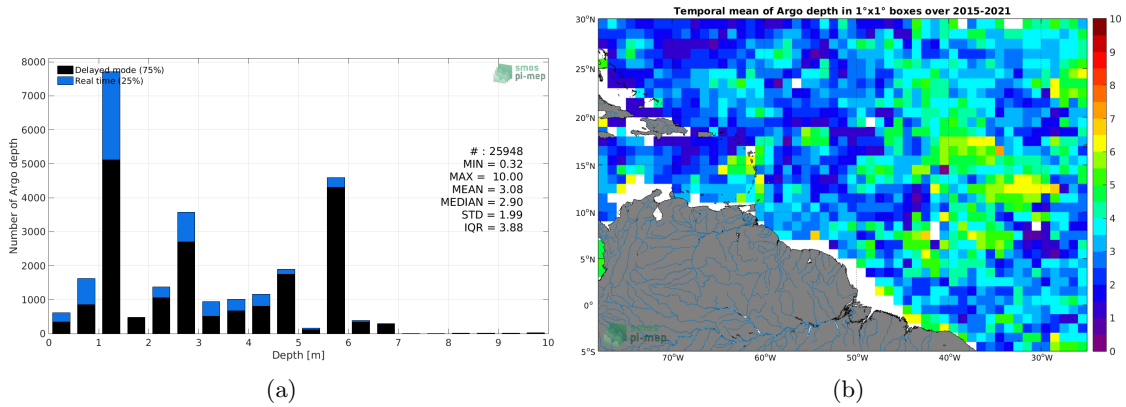 Delayed mode (75%)
Real time (25%)
smos
pi-mep
8000
7000
6000
5000
4000
3000
2000
1000
0
Number of Argo depth
# : 25948
MIN = 0.32
MAX = 10.00
MEAN = 3.08
MEDIAN = 2.90
STD = 1.99
IQR = 3.88
0 1 2 3 4 5 6 7 8 9 10
Depth [m]
(a)
Temporal mean of Argo depth in 1°x1° boxes over 2015-2021
30°N
25°N
20°N
15°N
10°N
5°N
0°
5°S
70°W 60°W 50°W 40°W 30°W
smos
pi-mep
10
9
8
7
6
5
4
3
2
1
0
(b)